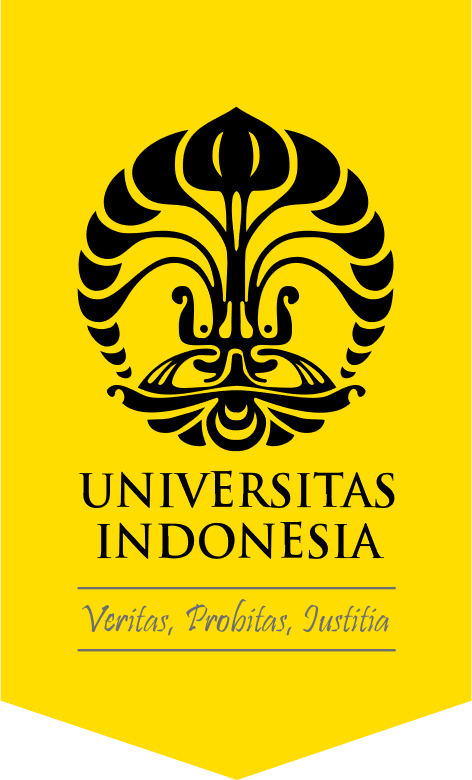 UNIVERSITAS
INDONESIA
Veritas, Probitas, Iustitia